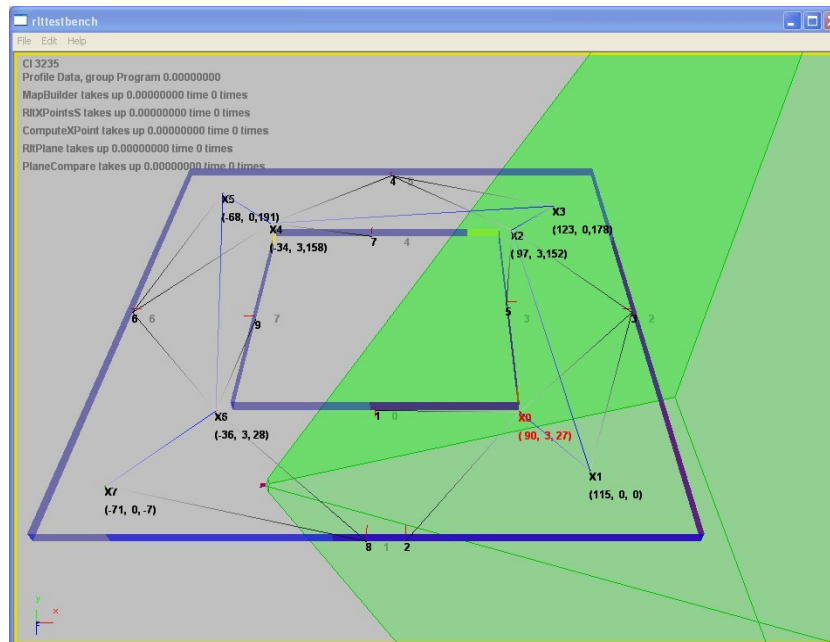 rlttestbench
File Edit Help
CI 3235
Profile Data, group Program 0.00000000
MapBuilder takes up 0.00000000 time 0 times
RltXPointsS takes up 0.00000000 time 0 times
ComputeXPoint takes up 0.00000000 time 0 times
RltPlane takes up 0.00000000 time 0 times
PlaneCompare takes up 0.00000000 time 0 times
4
X5
(-68, 0,191)
X3
(123, 0,178)
X4
(-34, 3,158)
7 4
X2
( 97, 3,152)
6 6
9 7
5 3
3 2
X6
(-36, 3, 28)
1 0
X0
( 90, 3, 27)
X7
(-71, 0, -7)
X1
(115, 0, 0)
8 1 2
y
x
z